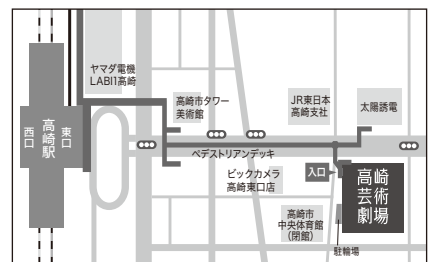 ヤマダ電機
LABI1高崎
高崎市タワー
美術館
JR東日本
高崎支社
太陽誘電
西口
高崎駅
東口
ペデストリアンデッキ
ビックカメラ
高崎東口店
入口
高崎
芸術
劇場
高崎市
中央体育館
(閉館)
駐輪場